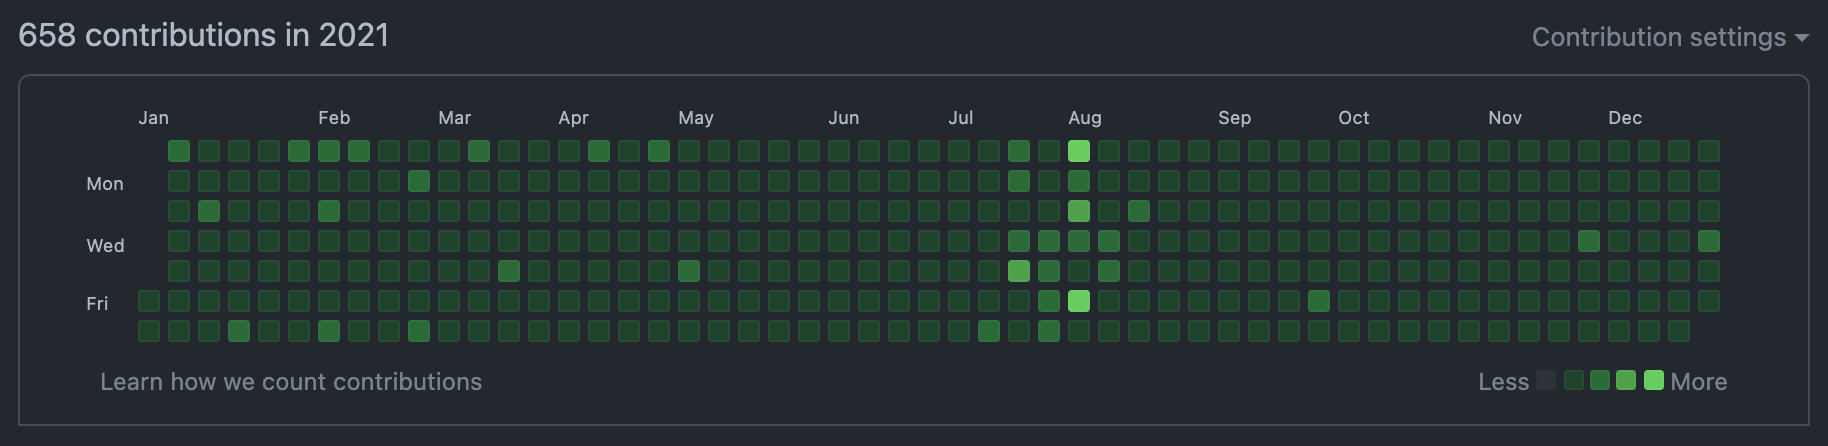 658 contributions in 2021
Contribution settings
Jan Feb Mar Apr May Jun Jul Aug Sep Oct Nov Dec
Mon
Wed
Fri
Learn how we count contributions
Less More